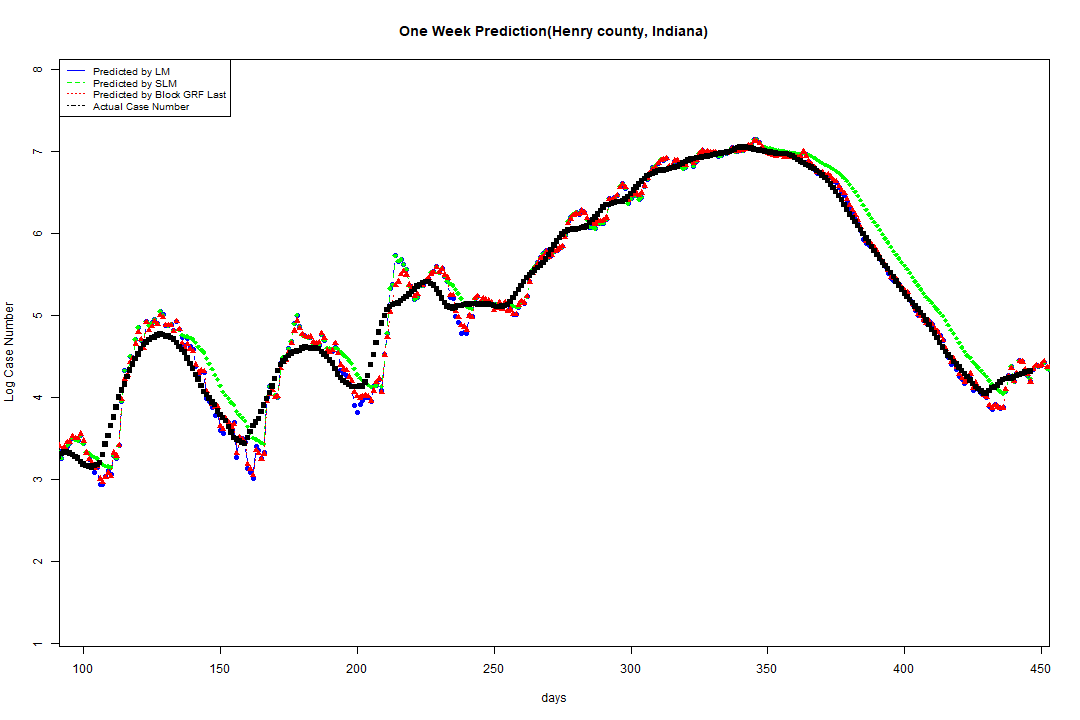 One Week Prediction(Henry county, Indiana)
Predicted by LM
Predicted by SLM
Predicted by Block GRF Last
Actual Case Number
8
7
6
5
4
3
2
1
Log Case Number
100 150 200 250 300 350 400 450
days